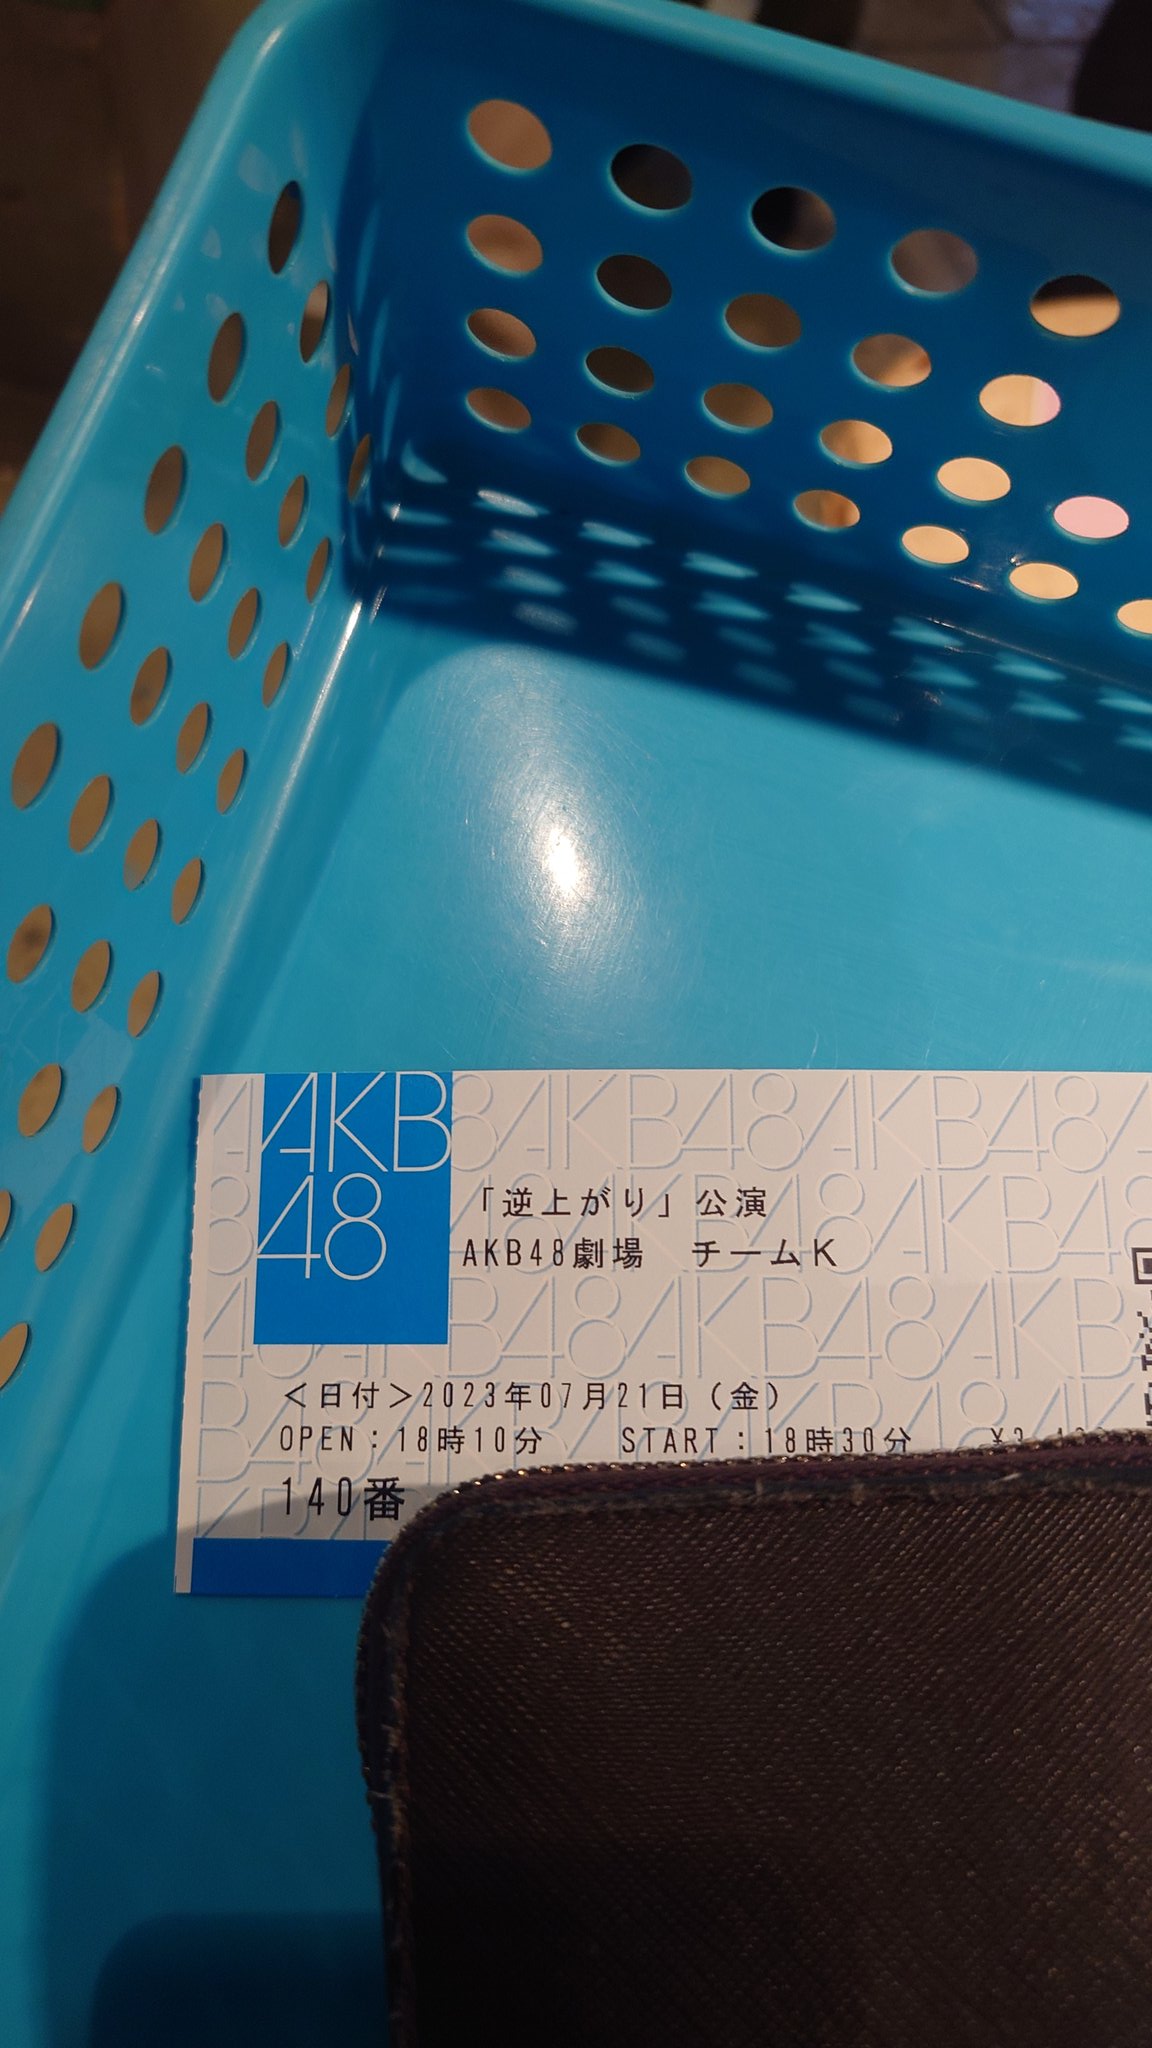 AKB
48
「逆上がり」公演
AKB48劇場　チームK
＜日付＞2023年07月21日（金）
OPEN：18時10分　START：18時30分
140番